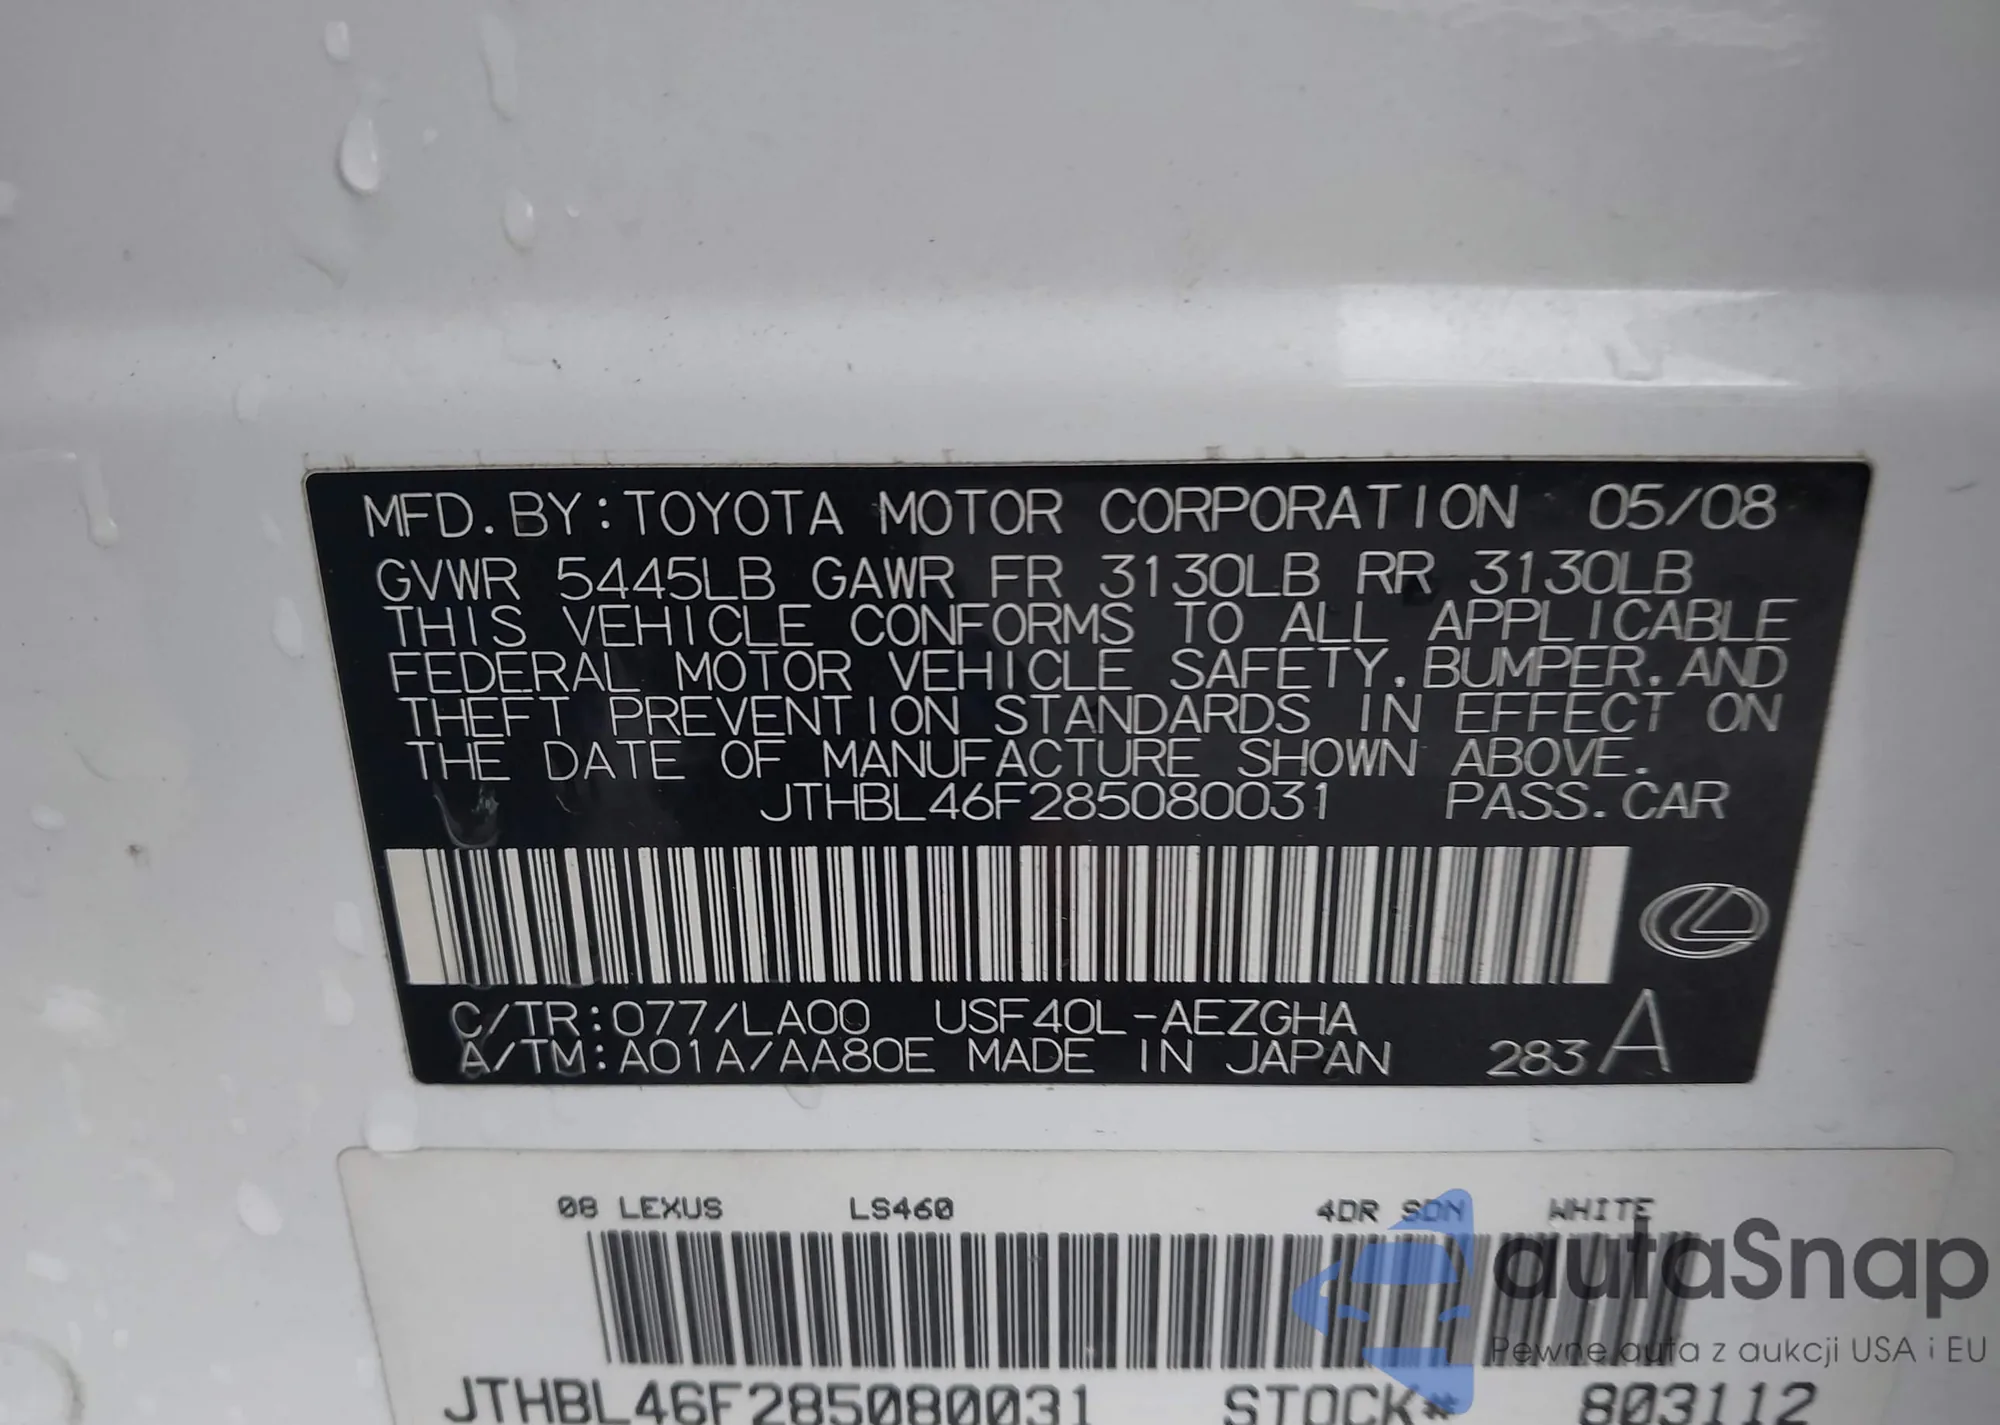 MFD. BY: TOYOTA MOTOR CORPORATION 05/08
GVWR 5445LB GAWR FR 3130LB RR 3130LB
THIS VEHICLE CONFORMS TO ALL APPLICABLE
FEDERAL MOTOR VEHICLE SAFETY, BUMPER, AND
THEFT PREVENTION STANDARDS IN EFFECT ON
THE DATE OF MANUFACTURE SHOWN ABOVE.
JTHBL46F285080031 PASS. CAR
C/TR: 077/LA00 USF40L-AEZGHA
A/TM: A01A/AA80E MADE IN JAPAN 283 A
08 LEXUS LS460 4DR SDN WHITE
autaSnap
Pewne auta z aukcji USA i EU
JTHBL46F285080031 STOCK# 803112